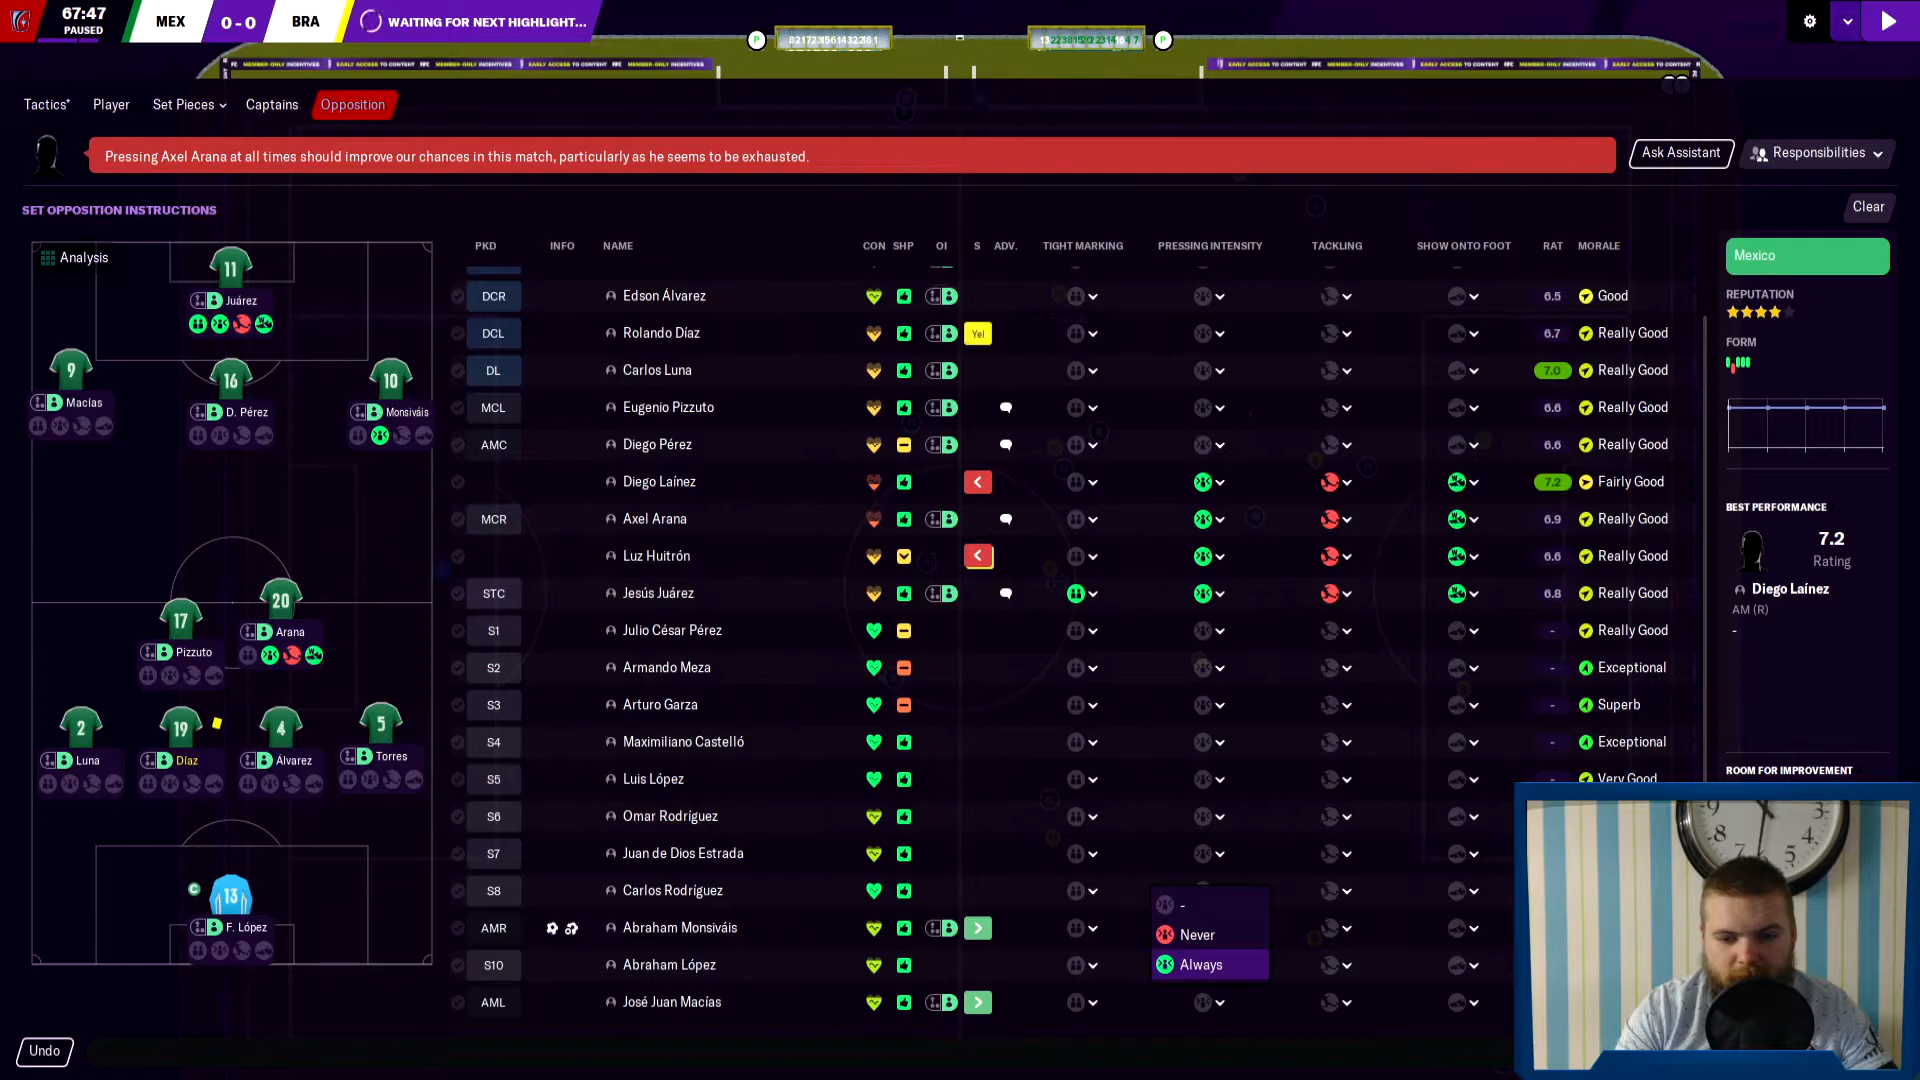 67:47
PAUSED
MEX
0 - 0
BRA
WAITING FOR NEXT HIGHLIGHT...
EARLY ACCESS TO CONTENT
MEMBER-ONLY INCENTIVES
Tactics*
Player
Set Pieces
Captains
Opposition
Pressing Axel Arana at all times should improve our chances in this match, particularly as he seems to be exhausted.
Ask Assistant
Responsibilities
SET OPPOSITION INSTRUCTIONS
Clear
Analysis
11
Juárez
9
Macías
16
D. Pérez
10
Monsiváis
17
Pizzuto
20
Arana
2
Luna
19
Díaz
4
Álvarez
5
Torres
13
F. López
PKD INFO NAME CON SHP OI S ADV. TIGHT MARKING PRESSING INTENSITY TACKLING SHOW ONTO FOOT RAT MORALE
DCR Edson Álvarez 6.5 Good
DCL Rolando Díaz Yel 6.7 Really Good
DL Carlos Luna 7.0 Really Good
MCL Eugenio Pizzuto 6.6 Really Good
AMC Diego Pérez 6.6 Really Good
Diego Laínez 7.2 Fairly Good
MCR Axel Arana 6.9 Really Good
Luz Huitrón 6.6 Really Good
STC Jesús Juárez 6.8 Really Good
S1 Julio César Pérez - Really Good
S2 Armando Meza - Exceptional
S3 Arturo Garza - Superb
S4 Maximiliano Castelló - Exceptional
S5 Luis López - Very Good
S6 Omar Rodríguez
S7 Juan de Dios Estrada
S8 Carlos Rodríguez
AMR Abraham Monsiváis
S10 Abraham López
AML José Juan Macías
-
Never
Always
Mexico
REPUTATION
FORM
BEST PERFORMANCE
7.2
Rating
Diego Laínez
AM (R)
-
ROOM FOR IMPROVEMENT
Undo